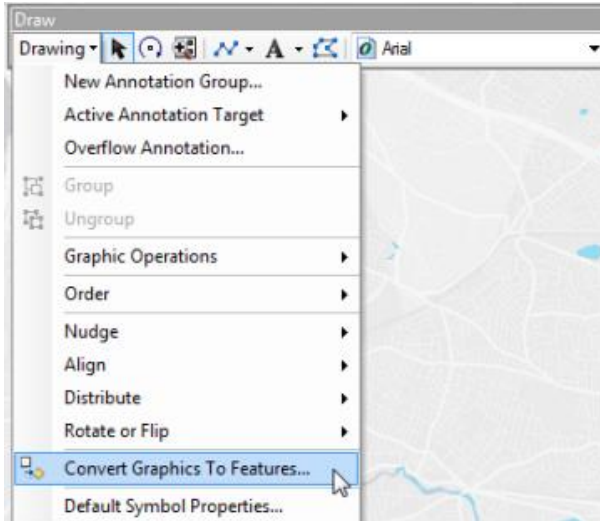 Draw
Drawing A Arial
New Annotation Group...
Active Annotation Target
Overflow Annotation...
Group
Ungroup
Graphic Operations
Order
Nudge
Align
Distribute
Rotate or Flip
Convert Graphics To Features...
Default Symbol Properties...